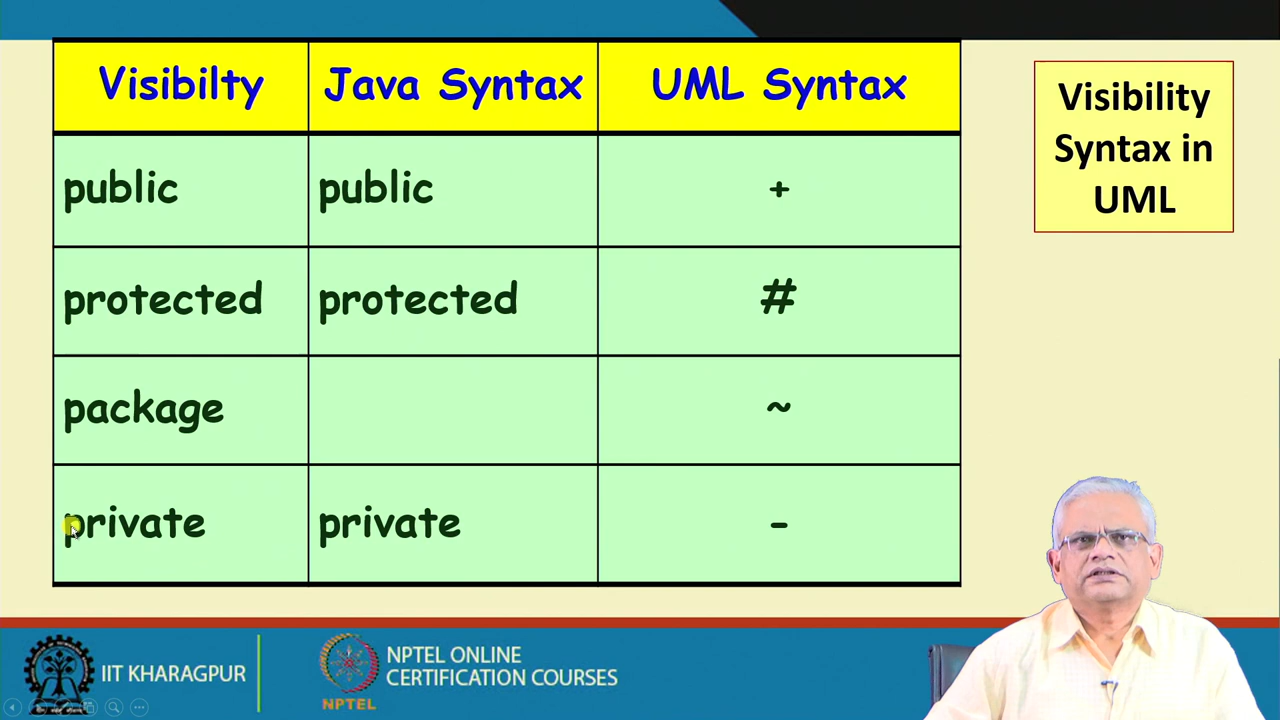 Visibilty Java Syntax UML Syntax
public public +
protected protected #
package ~
private private -
Visibility
Syntax in
UML
IIT KHARAGPUR
NPTEL
NPTEL ONLINE
CERTIFICATION COURSES